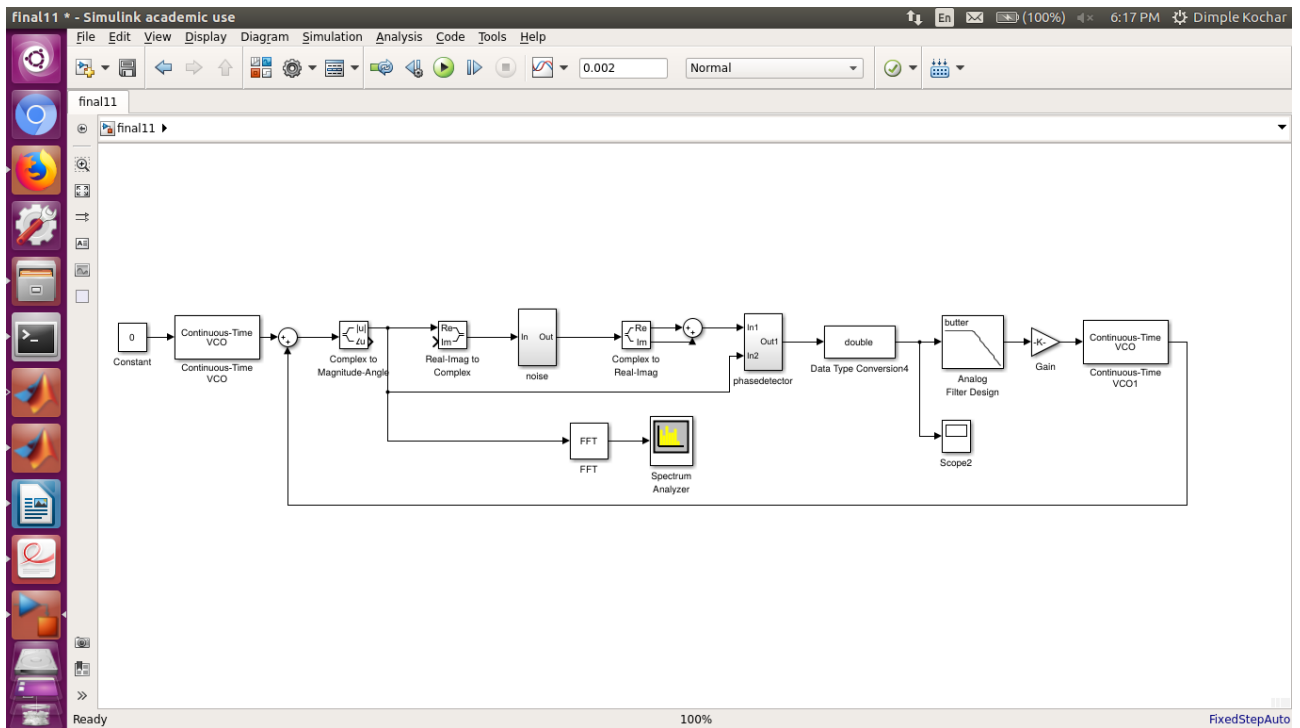 final11 * - Simulink academic use
En (100%) 6:17 PM Dimple Kochar
File Edit View Display Diagram Simulation Analysis Code Tools Help
0.002 Normal
final11
final11
0
Constant
Continuous-Time
VCO
Continuous-Time
VCO
|u|
∠u
Complex to
Magnitude-Angle
Re
Im
Real-Imag to
Complex
In Out
noise
Re
Im
Complex to
Real-Imag
In1
In2
Out1
phasedetector
double
Data Type Conversion4
butter
Analog
Filter Design
-K-
Gain
Continuous-Time
VCO
Continuous-Time
VCO1
FFT
FFT
Spectrum
Analyzer
Scope2
Ready 100% FixedStepAuto